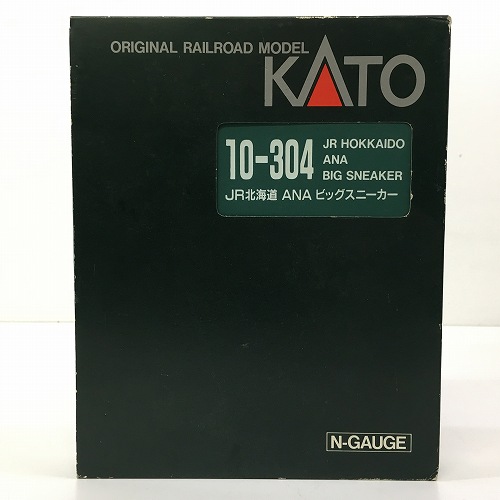 ORIGINAL RAILROAD MODEL
KATO
10-304
JR HOKKAIDO
ANA
BIG SNEAKER
JR北海道 ANA ビッグスニーカー
N-GAUGE